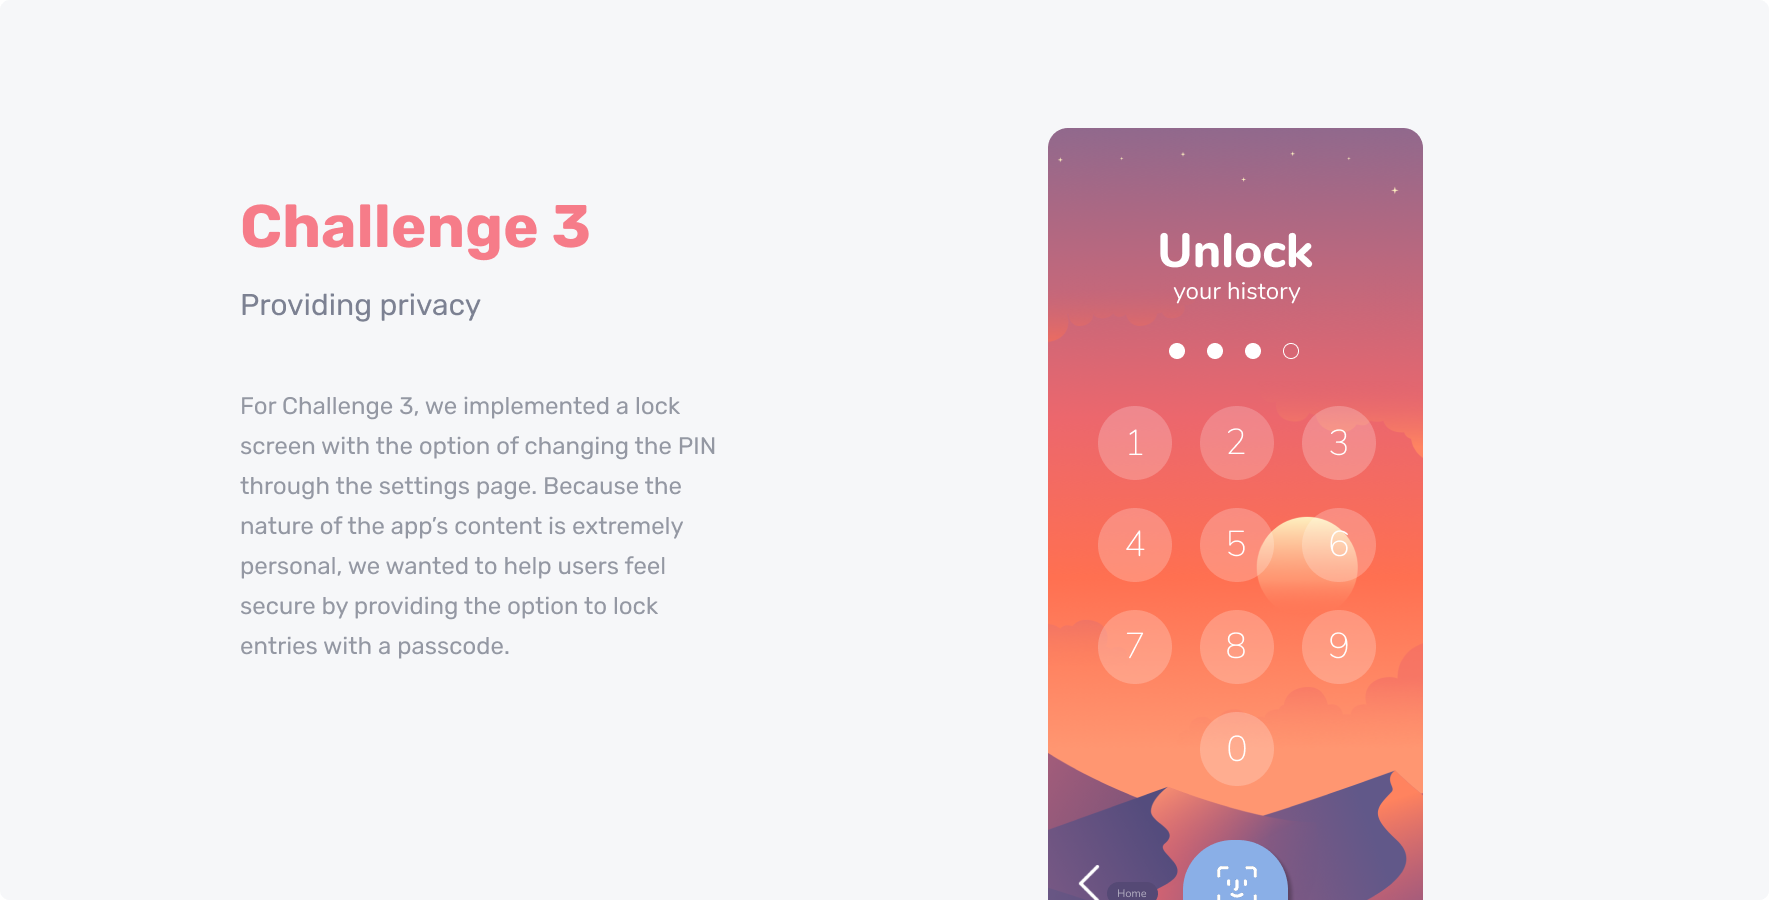 Challenge 3
Providing privacy
For Challenge 3, we implemented a lock
screen with the option of changing the PIN
through the settings page. Because the
nature of the app’s content is extremely
personal, we wanted to help users feel
secure by providing the option to lock
entries with a passcode.
Unlock
your history
1 2 3
4 5 6
7 8 9
0
Home